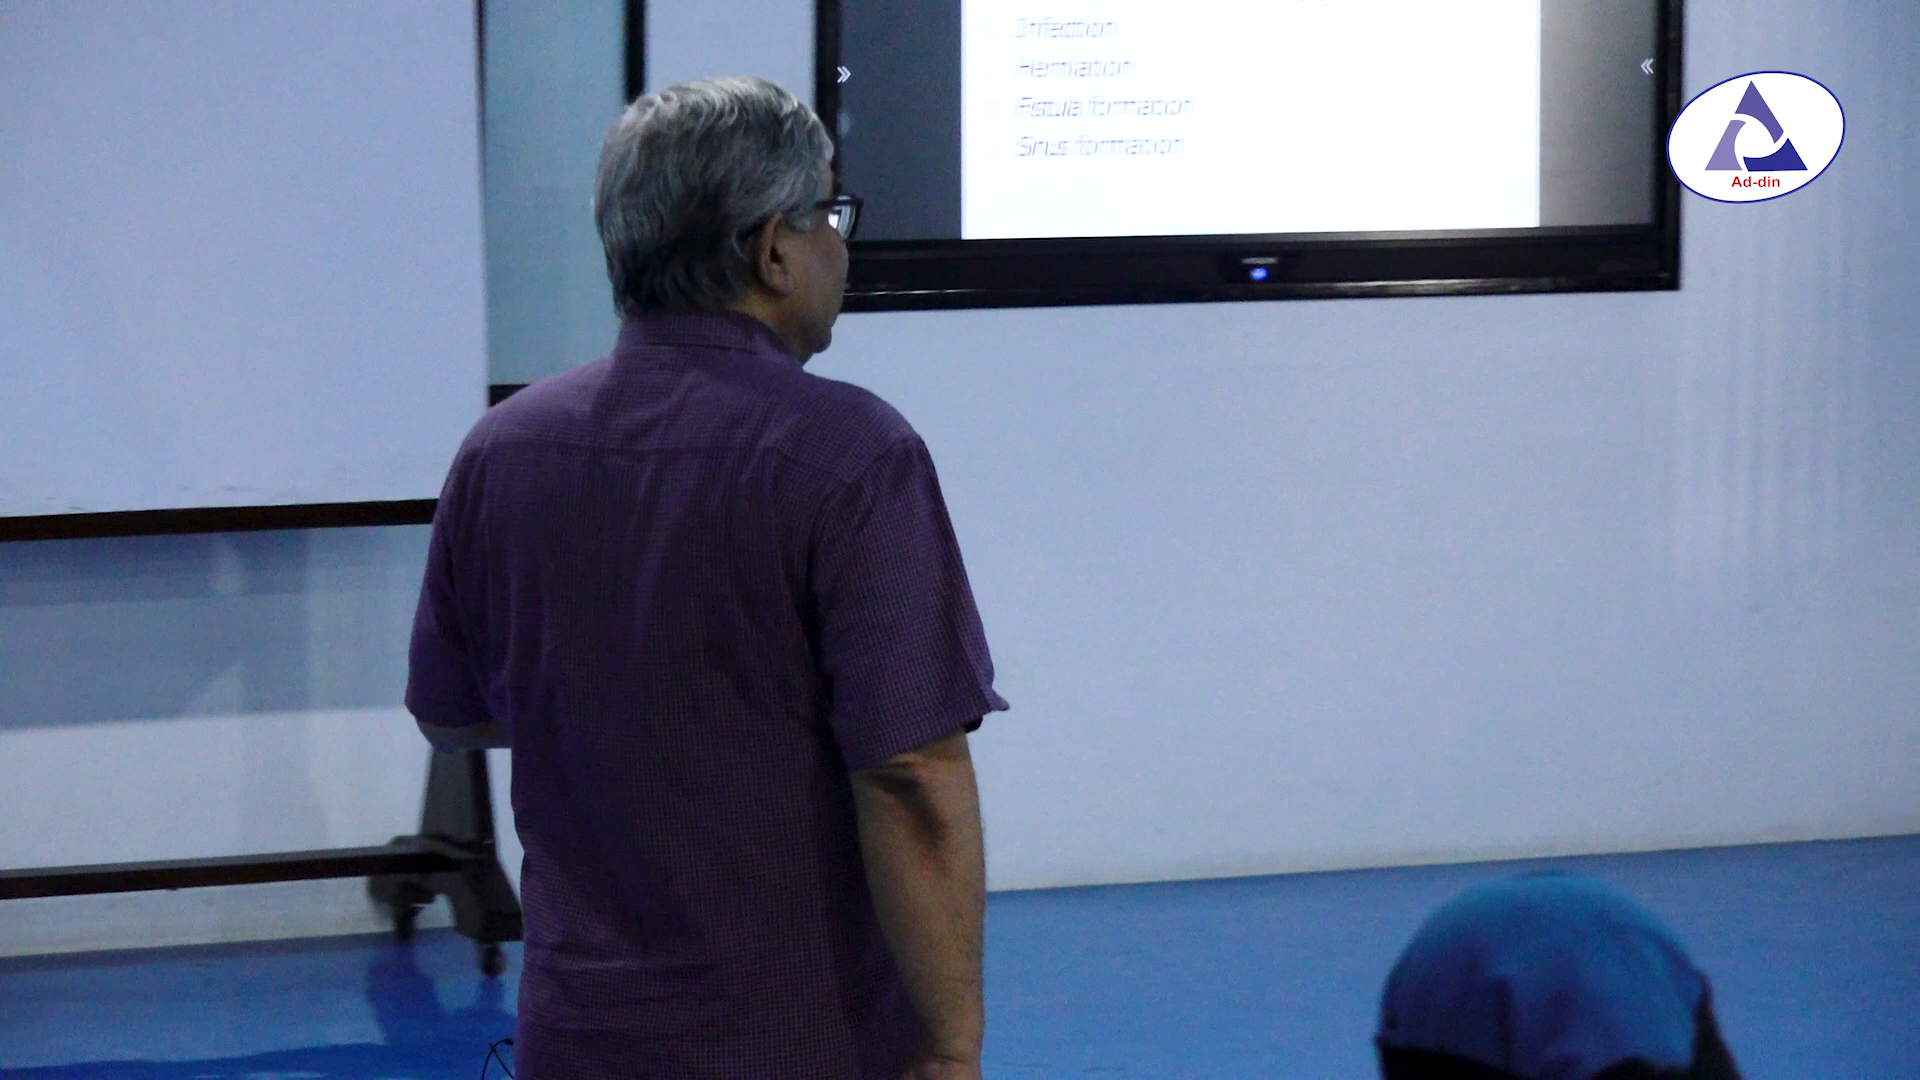 Infection
Herniation
Fistula formation
Sinus formation
Ad-din